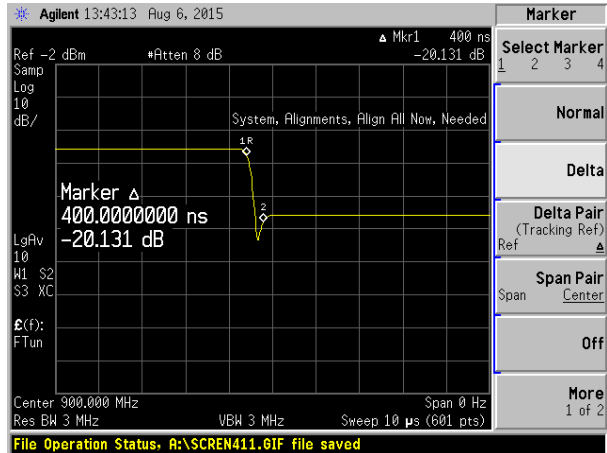 Agilent 13:43:13 Aug 6, 2015
Marker
Δ Mkr1 400 ns
Ref -2 dBm #Atten 8 dB -20.131 dB
Samp
Log
10
dB/
System, Alignments, Align All Now, Needed
1R
2
Marker Δ
400.0000000 ns
-20.131 dB
LgAv
10
W1 S2
S3 XC
£(f):
FTun
Center 900.000 MHz Span 0 Hz
Res BW 3 MHz VBW 3 MHz Sweep 10 µs (601 pts)
File Operation Status, A:\SCREN411.GIF file saved
Select Marker
1 2 3 4
Normal
Delta
Delta Pair
(Tracking Ref)
Ref Δ
Span Pair
Span Center
Off
More
1 of 2